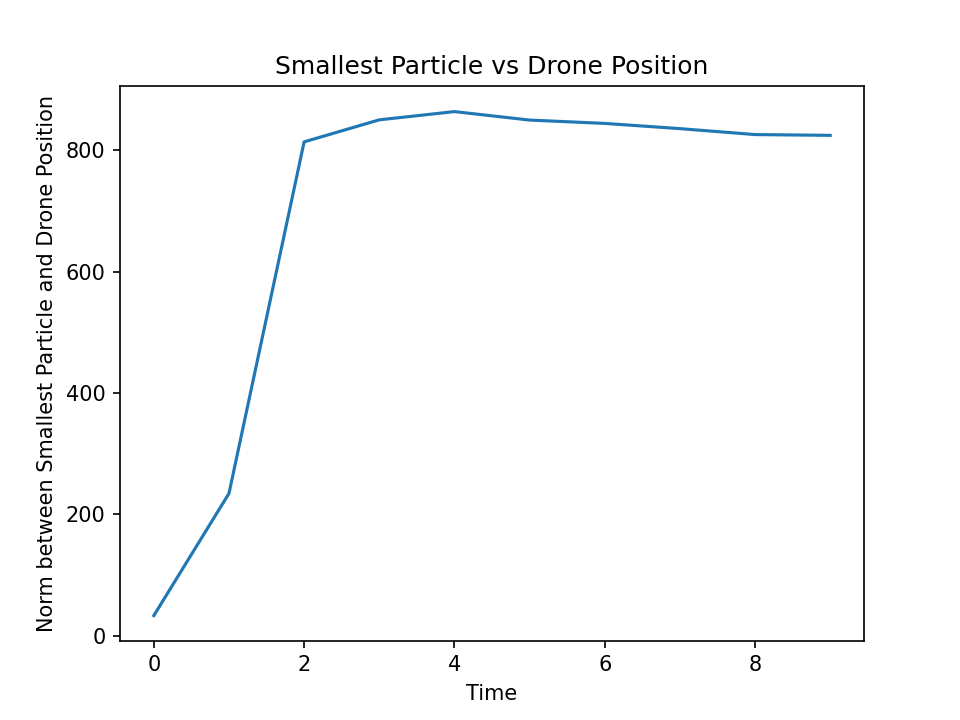 Smallest Particle vs Drone Position
Norm between Smallest Particle and Drone Position
800
600
400
200
0
0 2 4 6 8
Time